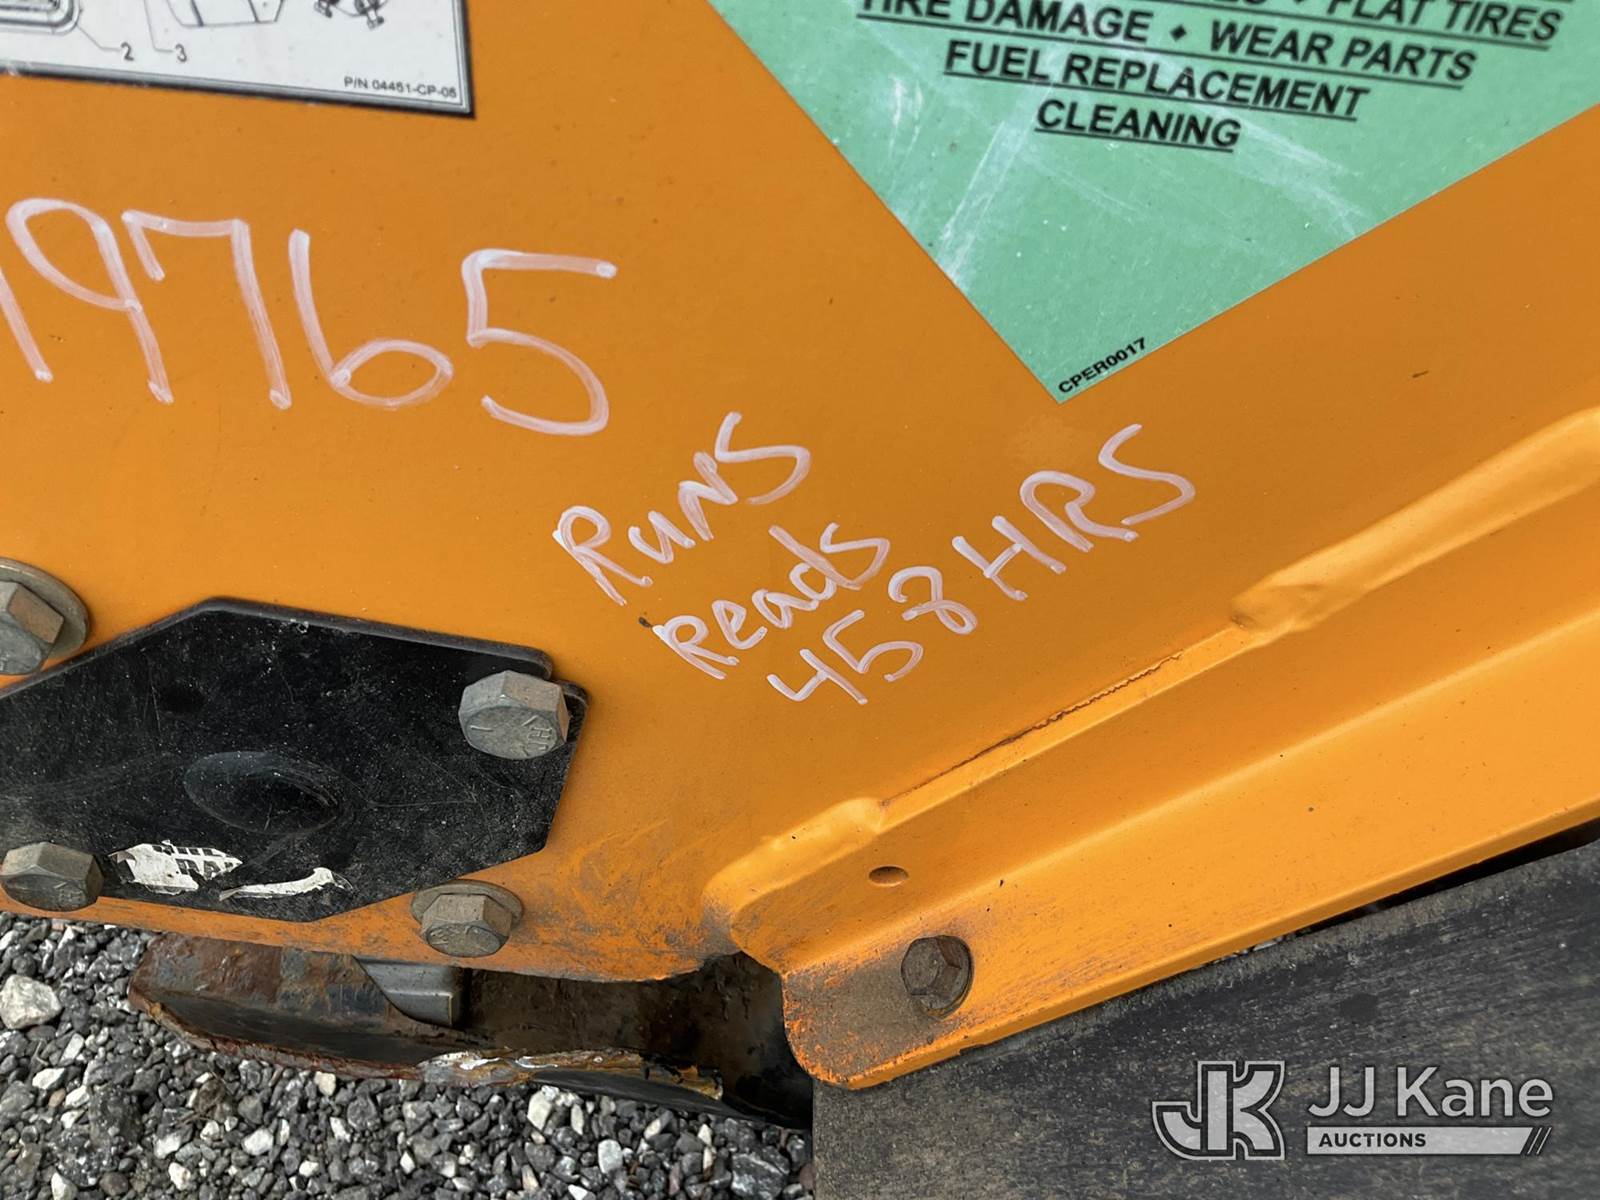 2 3
P/N 04461-CP-05
FLAT TIRES
TIRE DAMAGE • WEAR PARTS
FUEL REPLACEMENT
CLEANING
CPER0017
19765
Runs
Reads
458 HRS
JJ Kane
AUCTIONS